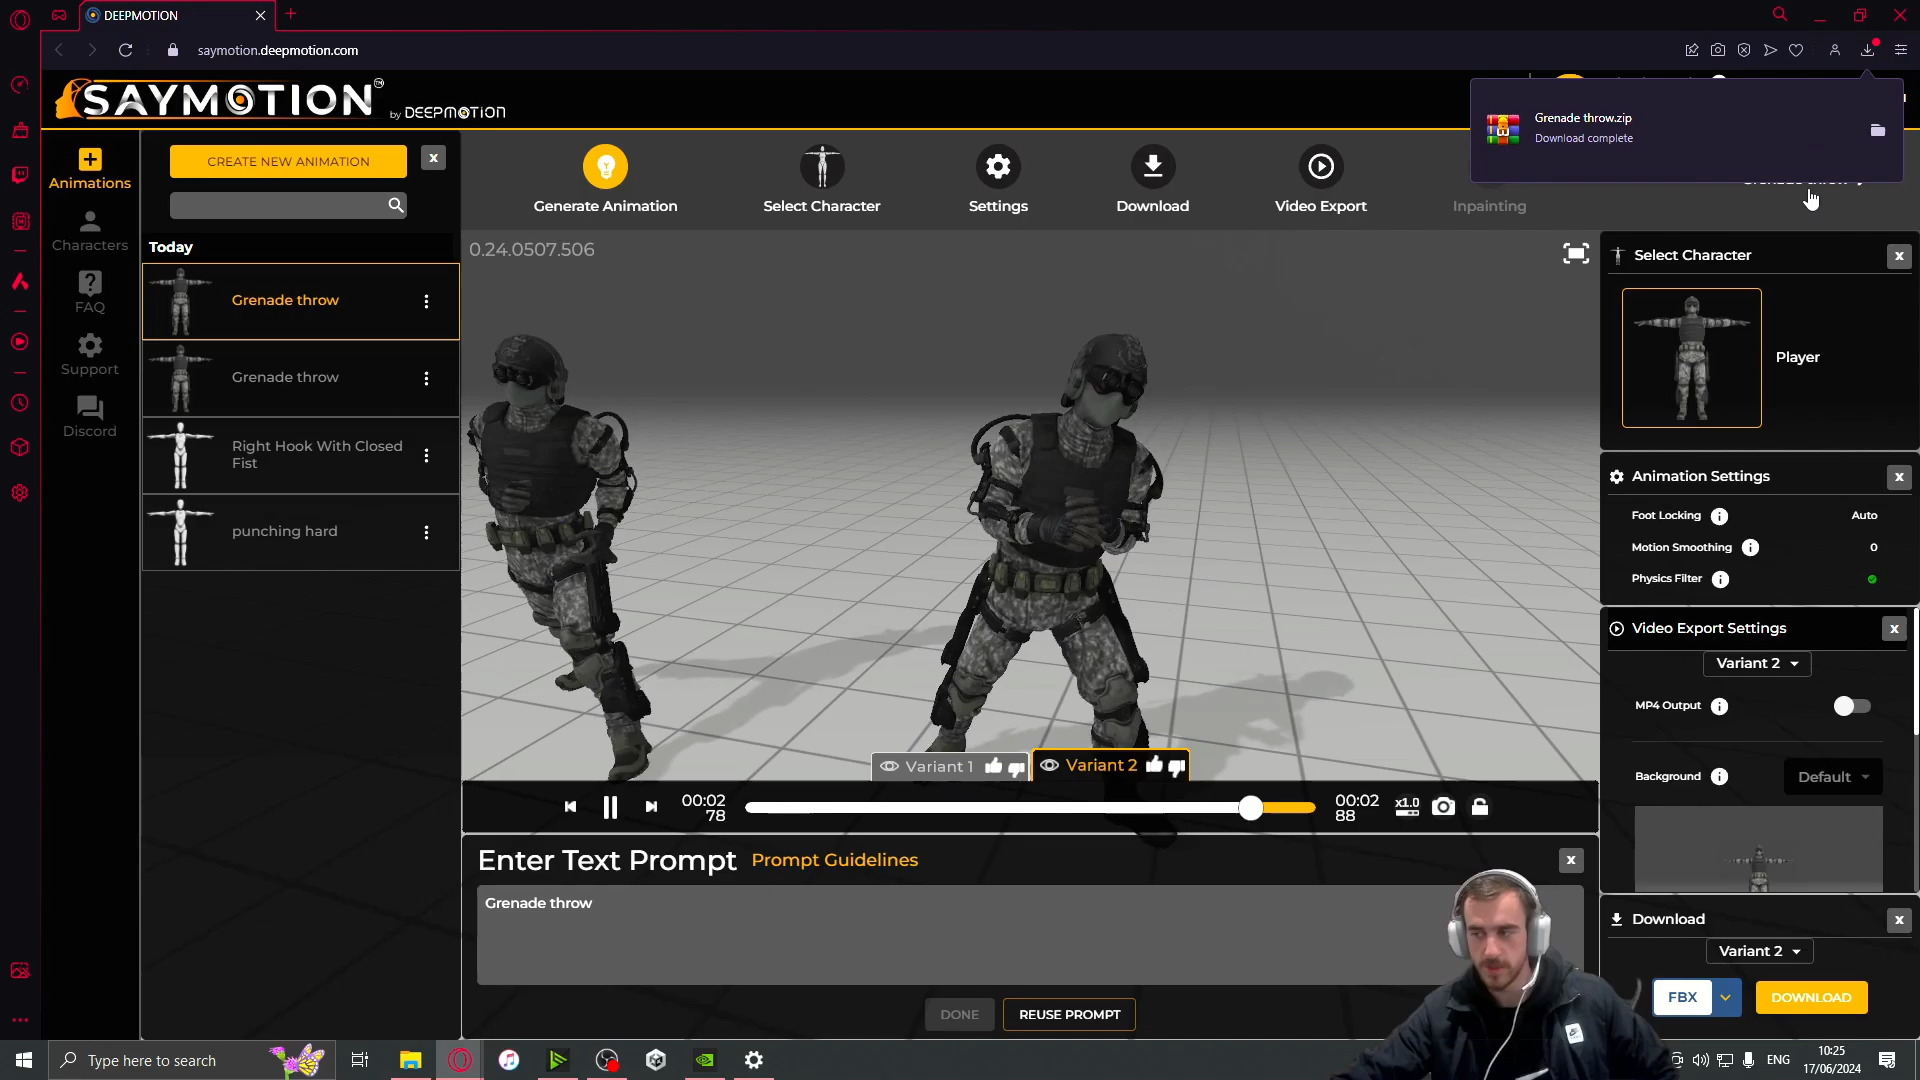 DEEPMOTION
saymotion.deepmotion.com
SAYMOTION™ by DEEPMOTION
Grenade throw.zip
Download complete
Animations
Characters
FAQ
Support
Discord
CREATE NEW ANIMATION
x
Today
Grenade throw
Grenade throw
Right Hook With Closed
Fist
punching hard
Generate Animation
Select Character
Settings
Download
Video Export
Inpainting
0.24.0507.506
Variant 1
Variant 2
00:02
78
00:02
88
x1.0
Enter Text Prompt Prompt Guidelines
x
Grenade throw
DONE
REUSE PROMPT
Select Character
x
Player
Animation Settings
x
Foot Locking
Auto
Motion Smoothing
0
Physics Filter
Video Export Settings
x
Variant 2
MP4 Output
Background
Default
Download
x
Variant 2
FBX
DOWNLOAD
Type here to search
ENG
10:25
17/06/2024